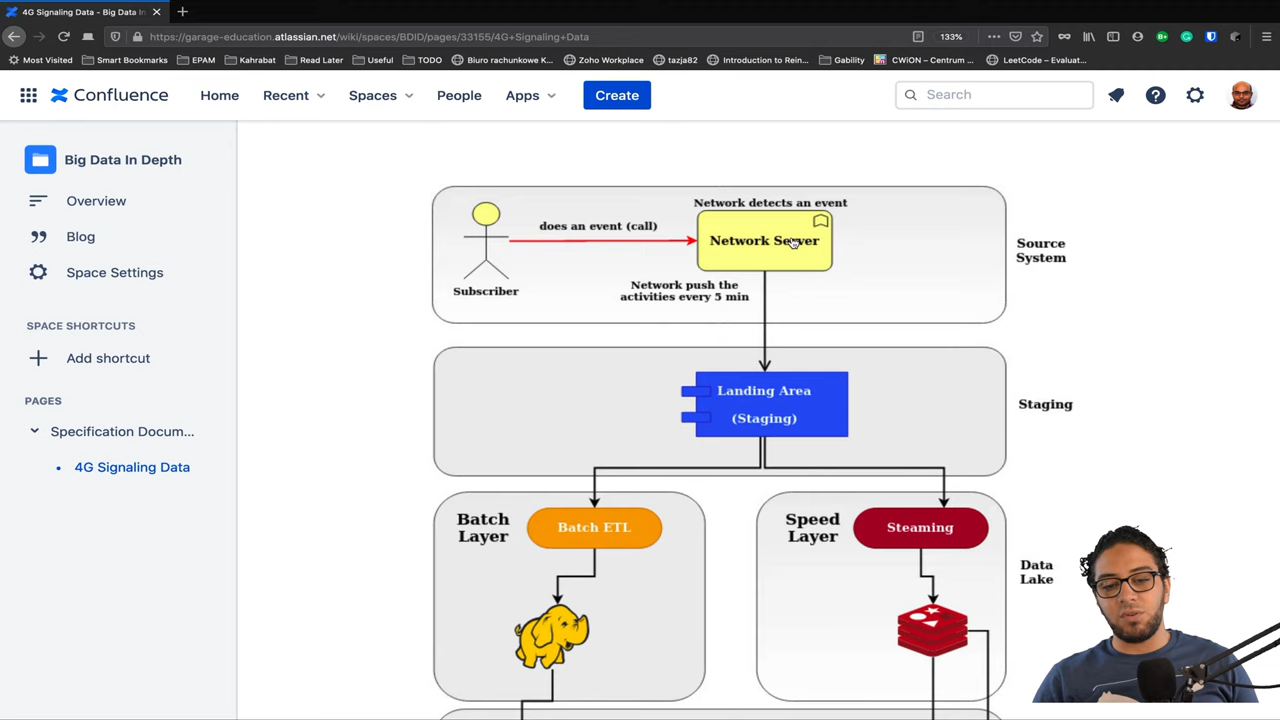 4G Signaling Data - Big Data In
https://garage-education.atlassian.net/wiki/spaces/BDID/pages/33155/4G+Signaling+Data
133%
Most Visited
Smart Bookmarks
EPAM
Kahrabat
Read Later
Useful
TODO
Biuro rachunkowe K...
Zoho Workplace
tazja82
Introduction to Rein...
Gability
CWiON – Centrum ...
LeetCode – Evaluat...
Confluence
Home
Recent
Spaces
People
Apps
Create
Search
Big Data In Depth
Overview
Blog
Space Settings
SPACE SHORTCUTS
Add shortcut
PAGES
Specification Docum...
4G Signaling Data
Network detects an event
does an event (call)
Network Server
Subscriber
Network push the
activities every 5 min
Source
System
Landing Area
(Staging)
Staging
Batch
Layer
Batch ETL
Speed
Layer
Steaming
Data
Lake